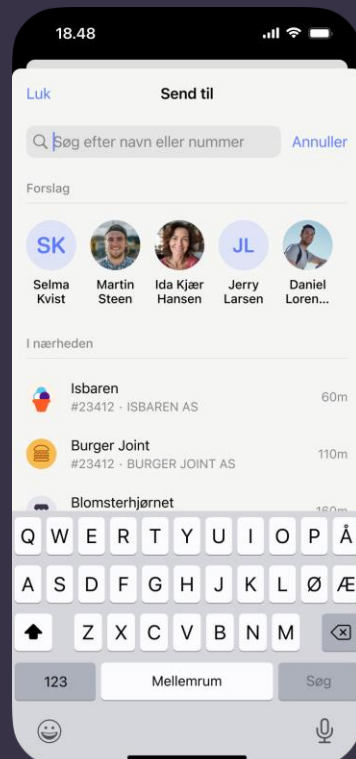 18.48
Luk
Send til
Søg efter navn eller nummer
Annuller
Forslag
SK
JL
Selma Kvist
Martin Steen
Ida Kjær Hansen
Jerry Larsen
Daniel Loren...
I nærheden
Isbaren
#23412 · ISBAREN AS
60m
Burger Joint
#23412 · BURGER JOINT AS
110m
Blomsterhjørnet
160m
Q W E R T Y U I O P Å
A S D F G H J K L Ø Æ
Z X C V B N M
123
Mellemrum
Søg